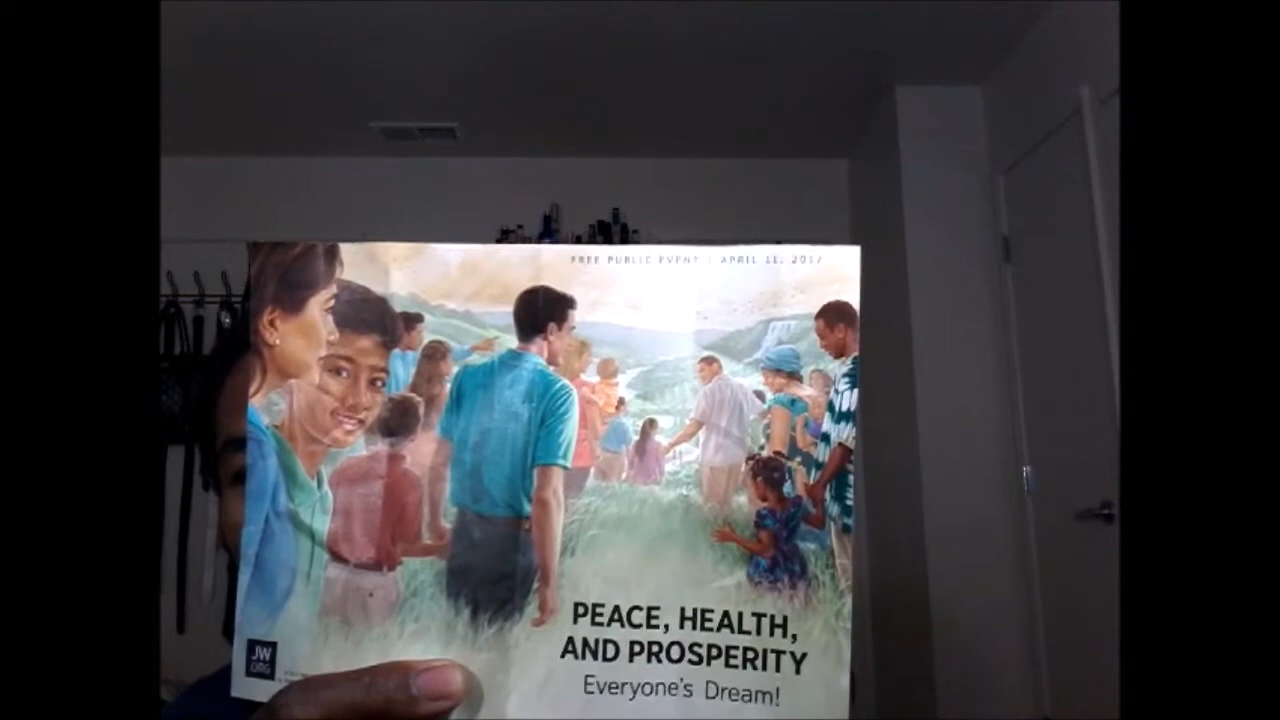 FREE PUBLIC EVENT | APRIL 11, 2017
PEACE, HEALTH,
AND PROSPERITY
Everyone's Dream!
JW
.ORG